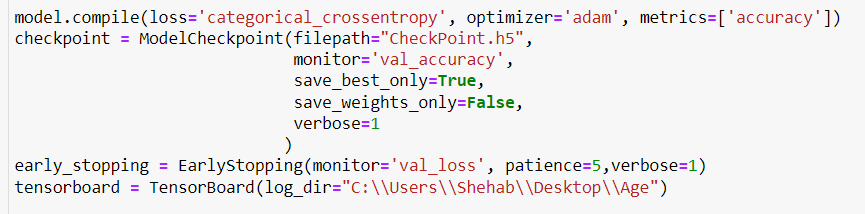 model.compile(loss='categorical_crossentropy', optimizer='adam', metrics=['accuracy'])
checkpoint = ModelCheckpoint(filepath="CheckPoint.h5",
                             monitor='val_accuracy',
                             save_best_only=True,
                             save_weights_only=False,
                             verbose=1
                            )
early_stopping = EarlyStopping(monitor='val_loss', patience=5,verbose=1)
tensorboard = TensorBoard(log_dir="C:\\Users\\Shehab\\Desktop\\Age")